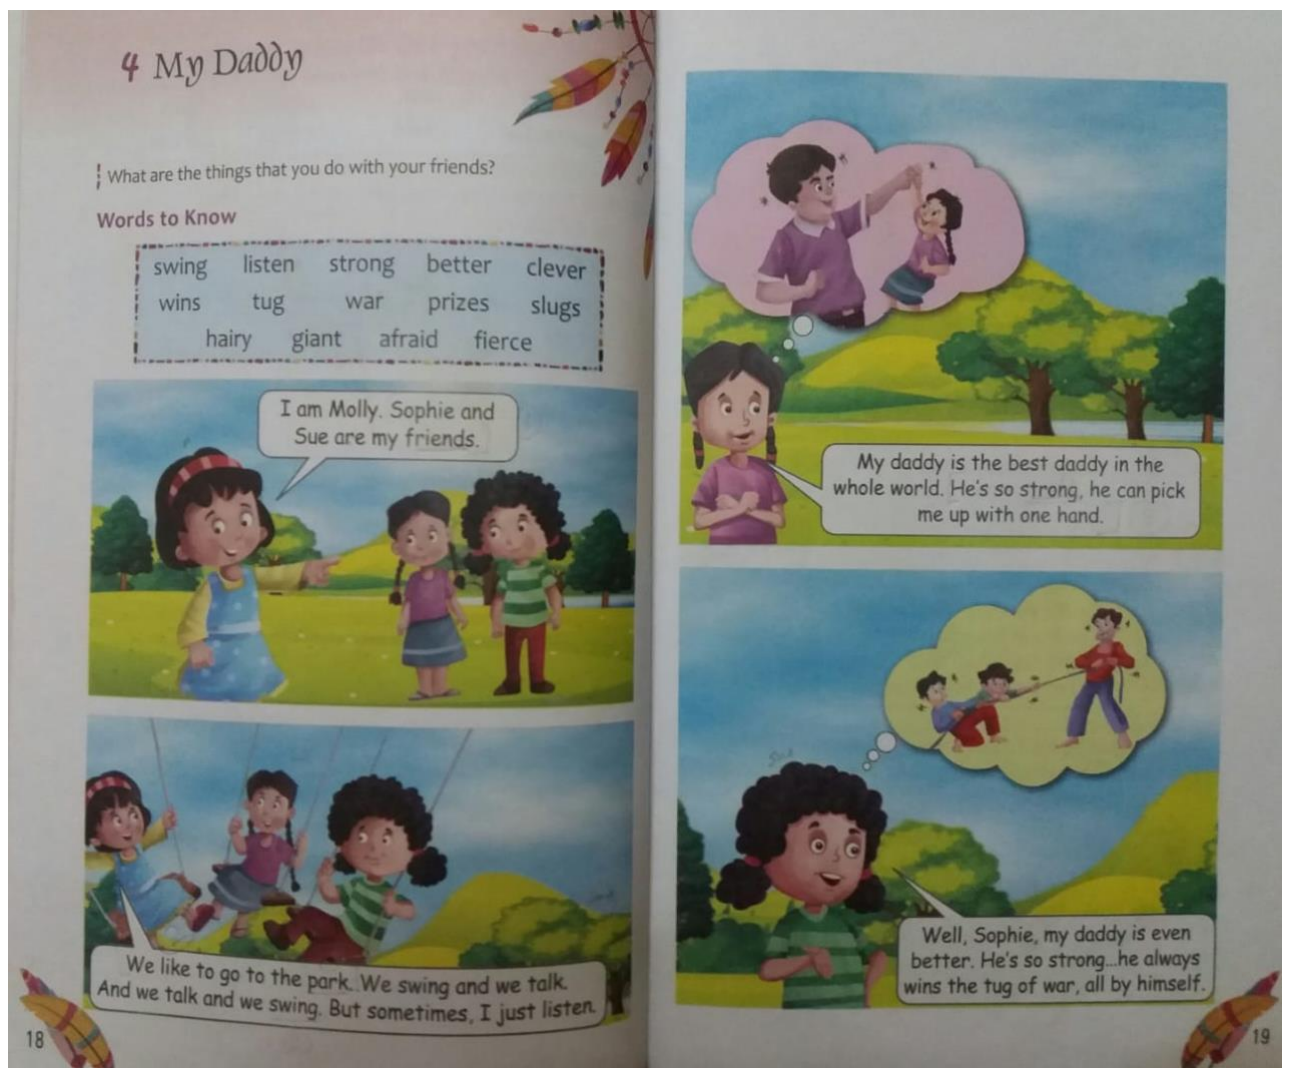 4 My Daddy
What are the things that you do with your friends?
Words to Know
swing listen strong better clever
wins tug war prizes slugs
hairy giant afraid fierce
I am Molly. Sophie and
Sue are my friends.
We like to go to the park. We swing and we talk.
And we talk and we swing. But sometimes, I just listen.
18
My daddy is the best daddy in the
whole world. He's so strong, he can pick
me up with one hand.
Well, Sophie, my daddy is even
better. He's so strong...he always
wins the tug of war, all by himself.
19